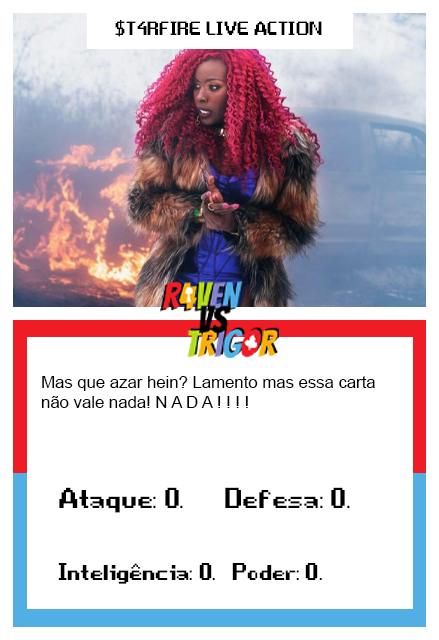 $T4RFIRE LIVE ACTION
R4VEN
VS
TRIGOR
Mas que azar hein? Lamento mas essa carta
não vale nada! N A D A ! ! ! !
Ataque: 0. Defesa: 0.
Inteligência: 0. Poder: 0.